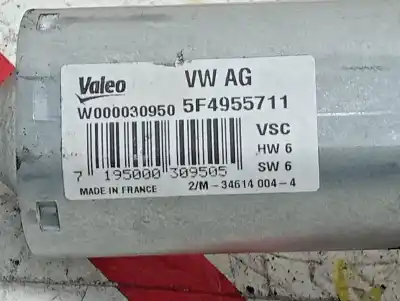 Valeo VW AG
W000030950 5F4955711
VSC
HW 6
SW 6
7 195000 309505
MADE IN FRANCE 2/M-34614 004-4